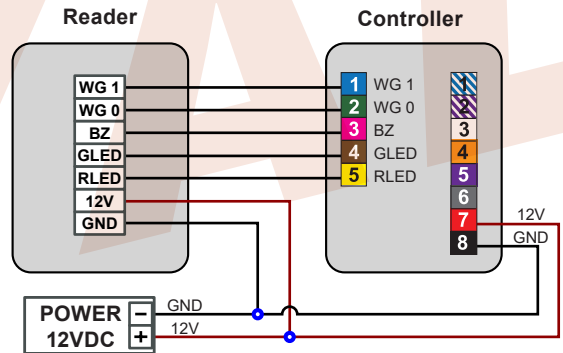 Reader
Controller
WG 1
WG 0
BZ
GLED
RLED
12V
GND
1 WG 1
2 WG 0
3 BZ
4 GLED
5 RLED
1
2
3
4
5
6
7
8
12V
GND
POWER −
12VDC +
GND
12V